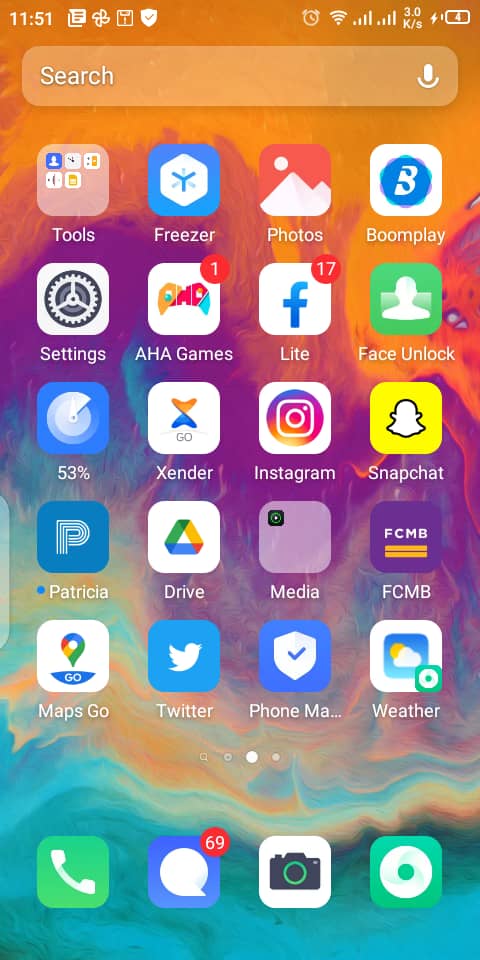 11:51
3.0
K/s
4
Search
Tools
Freezer
Photos
Boomplay
B
1
17
Settings
AHA Games
Lite
Face Unlock
GO
53%
Xender
Instagram
Snapchat
FCMB
Patricia
Drive
Media
FCMB
GO
Maps Go
Twitter
Phone Ma...
Weather
69